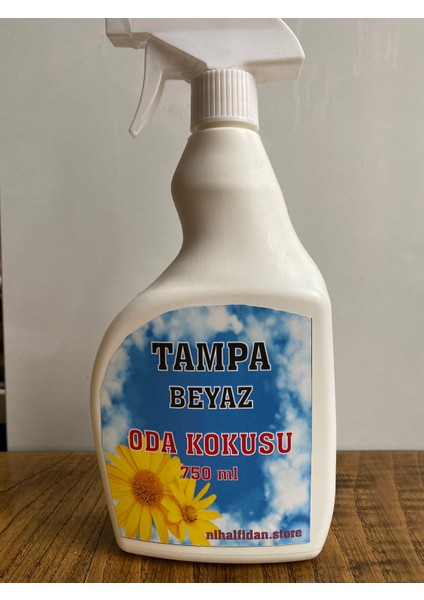 TAMPA
BEYAZ
ODA KOKUSU
750 ml
nihalfidan.store